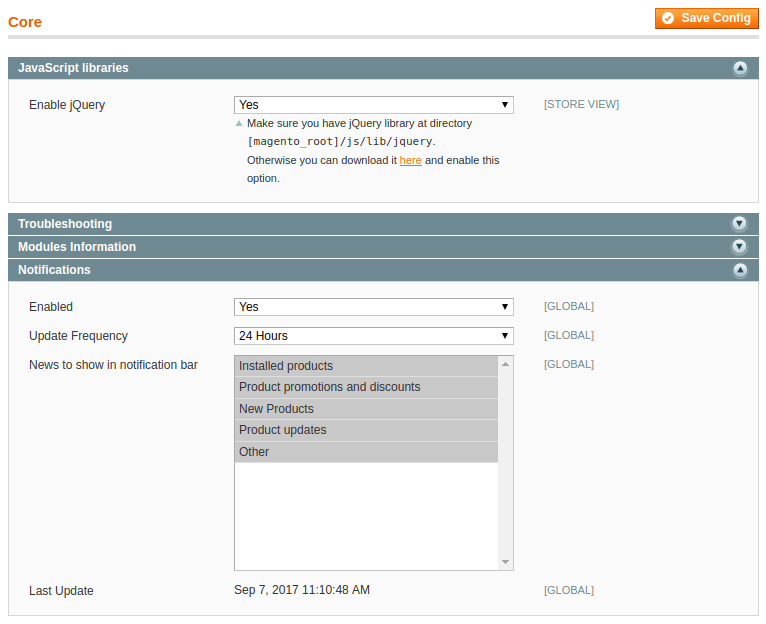 Core
Save Config
JavaScript libraries
Enable jQuery
Yes
[STORE VIEW]
Make sure you have jQuery library at directory
[magento_root]/js/lib/jquery.
Otherwise you can download it here and enable this
option.
Troubleshooting
Modules Information
Notifications
Enabled
Yes
[GLOBAL]
Update Frequency
24 Hours
[GLOBAL]
News to show in notification bar
Installed products
[GLOBAL]
Product promotions and discounts
New Products
Product updates
Other
Last Update
Sep 7, 2017 11:10:48 AM
[GLOBAL]